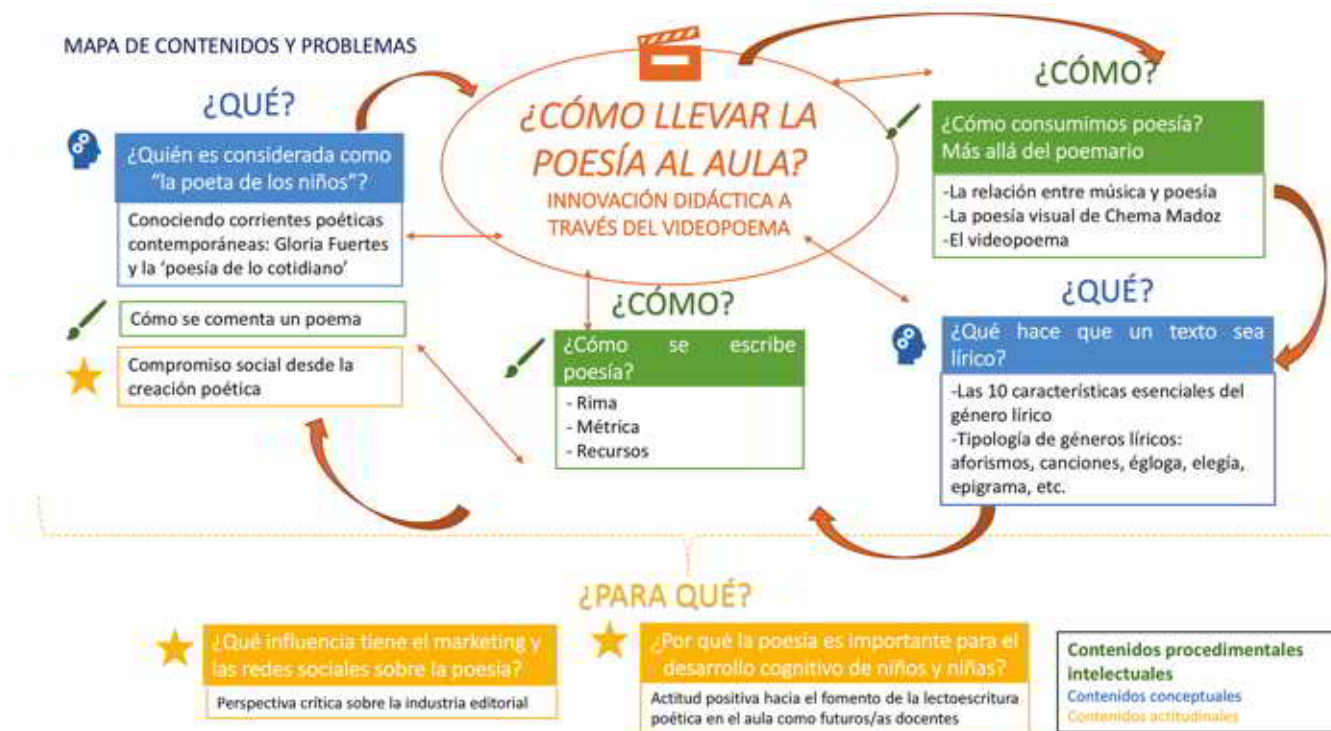 MAPA DE CONTENIDOS Y PROBLEMAS
¿QUÉ?
¿Quién es considerada como
“la poeta de los niños”?
Conociendo corrientes poéticas
contemporáneas: Gloria Fuertes
y la ‘poesía de lo cotidiano’
Cómo se comenta un poema
Compromiso social desde la
creación poética
¿CÓMO LLEVAR LA
POESÍA AL AULA?
INNOVACIÓN DIDÁCTICA A
TRAVÉS DEL VIDEOPOEMA
¿CÓMO?
¿Cómo se escribe
poesía?
- Rima
- Métrica
- Recursos
¿CÓMO?
¿Cómo consumimos poesía?
Más allá del poemario
-La relación entre música y poesía
-La poesía visual de Chema Madoz
-El videopoema
¿QUÉ?
¿Qué hace que un texto sea
lírico?
-Las 10 características esenciales del
género lírico
-Tipología de géneros líricos:
aforismos, canciones, égloga, elegía,
epigrama, etc.
¿PARA QUÉ?
¿Qué influencia tiene el marketing y
las redes sociales sobre la poesía?
Perspectiva crítica sobre la industria editorial
¿Por qué la poesía es importante para el
desarrollo cognitivo de niños y niñas?
Actitud positiva hacia el fomento de la lectoescritura
poética en el aula como futuros/as docentes
Contenidos procedimentales
intelectuales
Contenidos conceptuales
Contenidos actitudinales